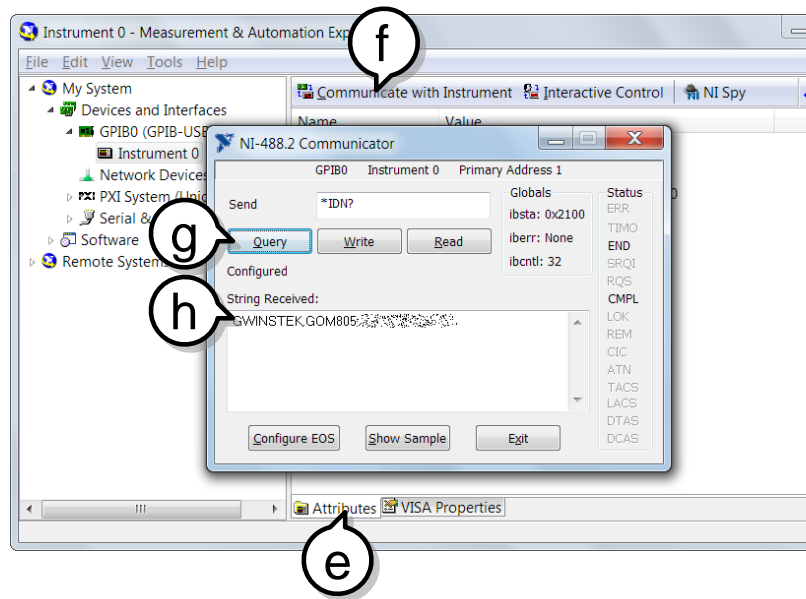 Instrument 0 - Measurement & Automation Exp
f
File Edit View Tools Help
My System
Devices and Interfaces
GPIB0 (GPIB-USB
Instrument 0
Network Devices
PXI System (Unid
Serial &
Software
Remote Systems
Communicate with Instrument Interactive Control NI Spy
Name Value
0
NI-488.2 Communicator
GPIB0 Instrument 0 Primary Address 1
Send *IDN?
g
Query Write Read
Configured
Globals
ibsta: 0x2100
iberr: None
ibcntl: 32
Status
ERR
TIMO
END
SRQI
RQS
CMPL
LOK
REM
CIC
ATN
TACS
LACS
DTAS
DCAS
h
String Received:
GWINSTEK,GOM805
Configure EOS Show Sample Exit
Attributes VISA Properties
e